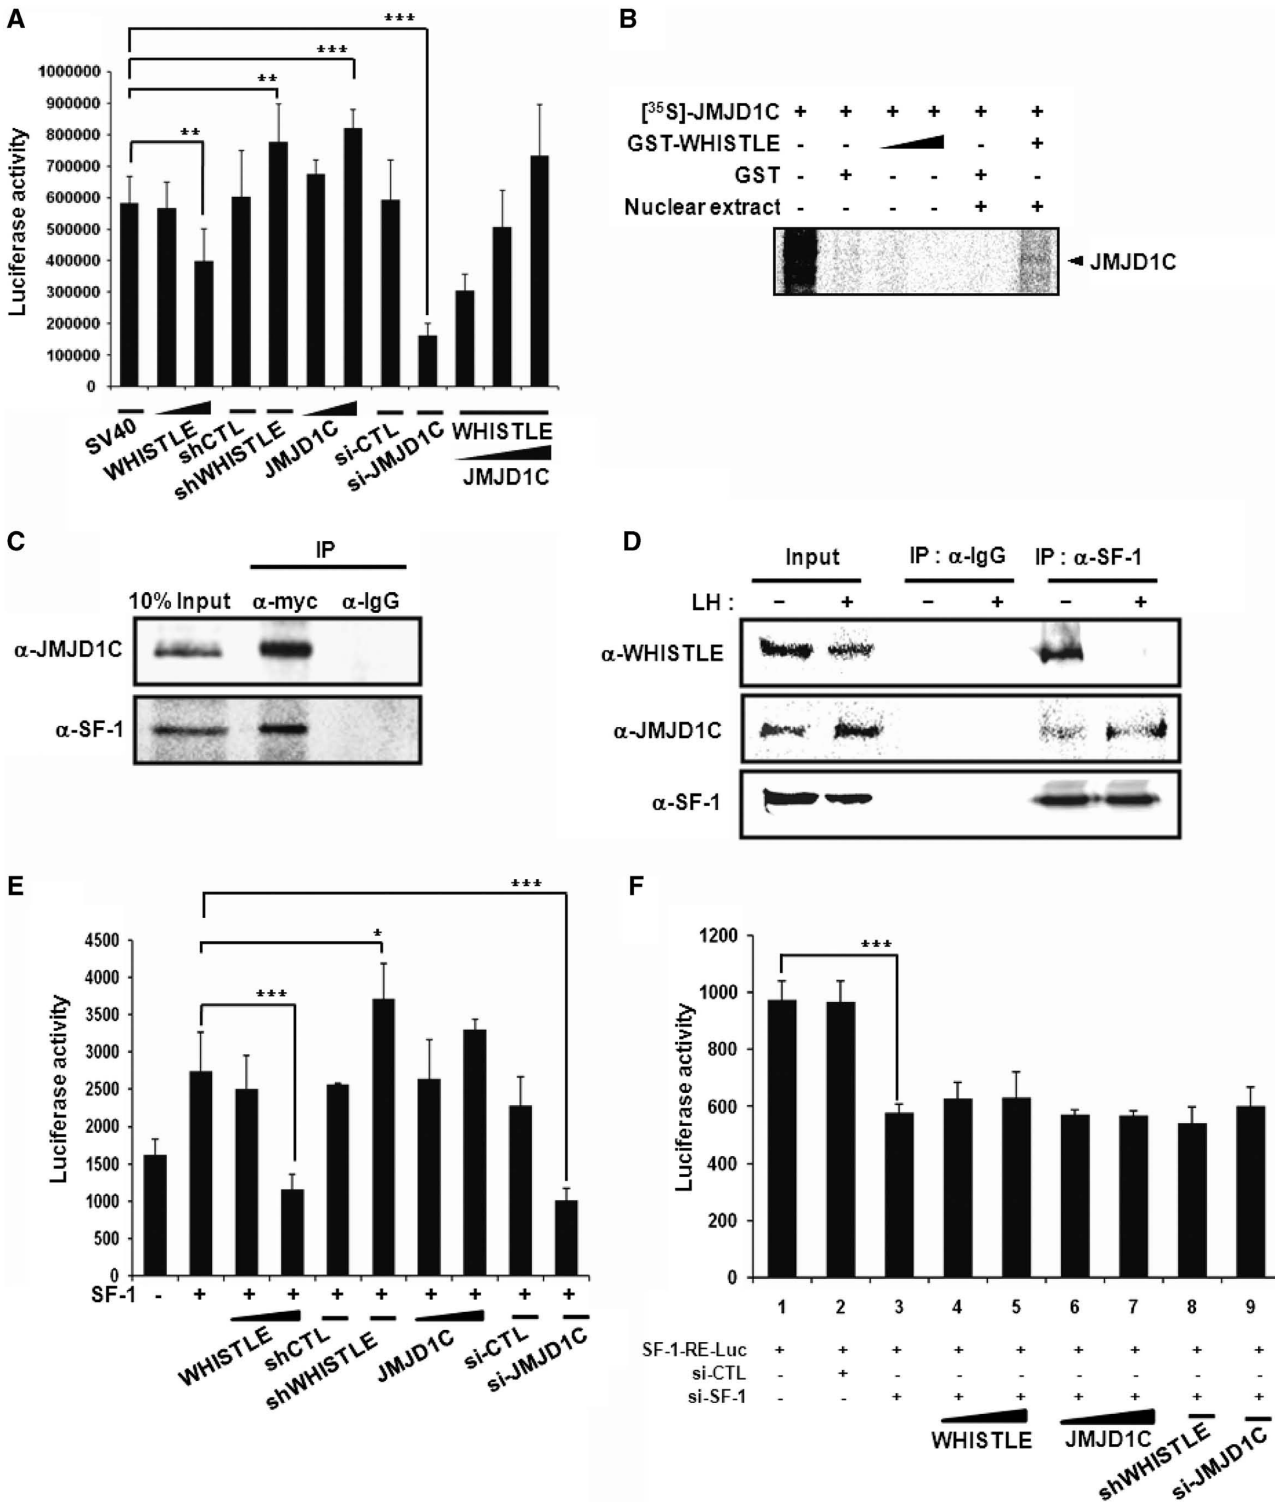 A
***
***
**
**
1000000
900000
800000
700000
600000
500000
400000
300000
200000
100000
0
Luciferase activity
SV40
WHISTLE
shCTL
shWHISTLE
JMJD1C
si-CTL
si-JMJD1C
WHISTLE
JMJD1C
B
[35S]-JMJD1C + + + + + +
GST-WHISTLE - - - +
GST - + - - + -
Nuclear extract - - - - + +
JMJD1C
C
IP
10% Input α-myc α-IgG
α-JMJD1C
α-SF-1
D
Input IP : α-IgG IP : α-SF-1
LH : − + − + − +
α-WHISTLE
α-JMJD1C
α-SF-1
E
***
*
***
4500
4000
3500
3000
2500
2000
1500
1000
500
0
Luciferase activity
SF-1 - + + + + + + + + +
WHISTLE
shCTL
shWHISTLE
JMJD1C
si-CTL
si-JMJD1C
F
***
1200
1000
800
600
400
200
0
Luciferase activity
1 2 3 4 5 6 7 8 9
SF-1-RE-Luc + + + + + + + + +
si-CTL - + - - - - - - -
si-SF-1 - - + + + + + + +
WHISTLE
JMJD1C
shWHISTLE
si-JMJD1C